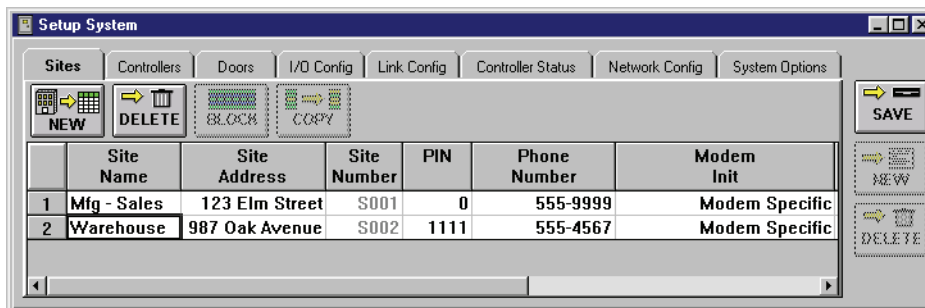 Setup System
Sites Controllers Doors I/O Config Link Config Controller Status Network Config System Options
NEW DELETE BLOCK COPY
SAVE
NEW
DELETE
Site Name Site Address Site Number PIN Phone Number Modem Init
1 Mfg - Sales 123 Elm Street S001 0 555-9999 Modem Specific
2 Warehouse 987 Oak Avenue S002 1111 555-4567 Modem Specific